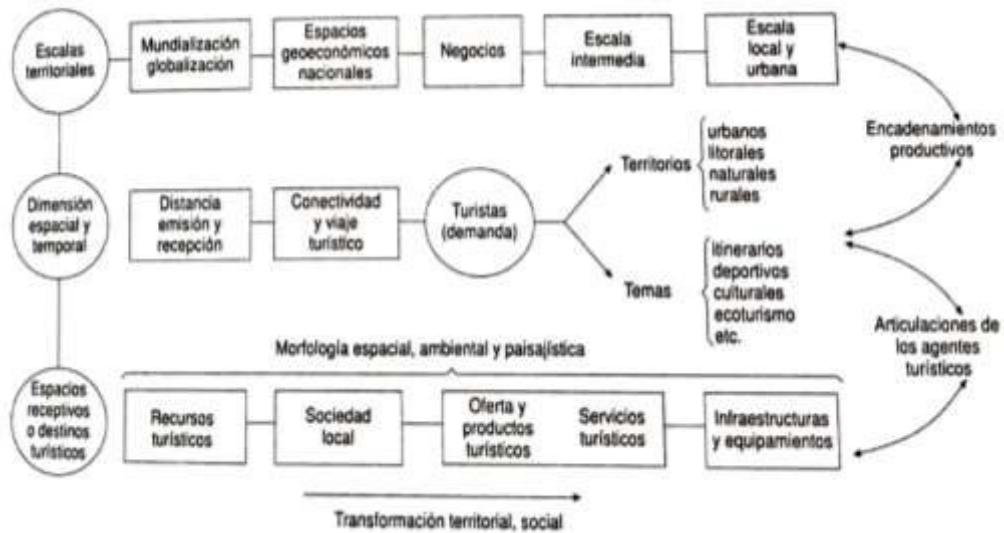 Escalas
territoriales
Mundialización
globalización
Espacios
geoeconómicos
nacionales
Negocios
Escala
intermedia
Escala
local y
urbana
Encadenamientos
productivos
Dimensión
espacial y
temporal
Distancia
emisión y
recepción
Conectividad
y viaje
turístico
Turistas
(demanda)
Territorios
urbanos
litorales
naturales
rurales
Temas
itinerarios
deportivos
culturales
ecoturismo
etc.
Articulaciones de
los agentes
turísticos
Morfología espacial, ambiental y paisajística
Espacios
receptivos
o destinos
turísticos
Recursos
turísticos
Sociedad
local
Oferta y
productos
turísticos
Servicios
turísticos
Infraestructuras
y equipamientos
Transformación territorial, social